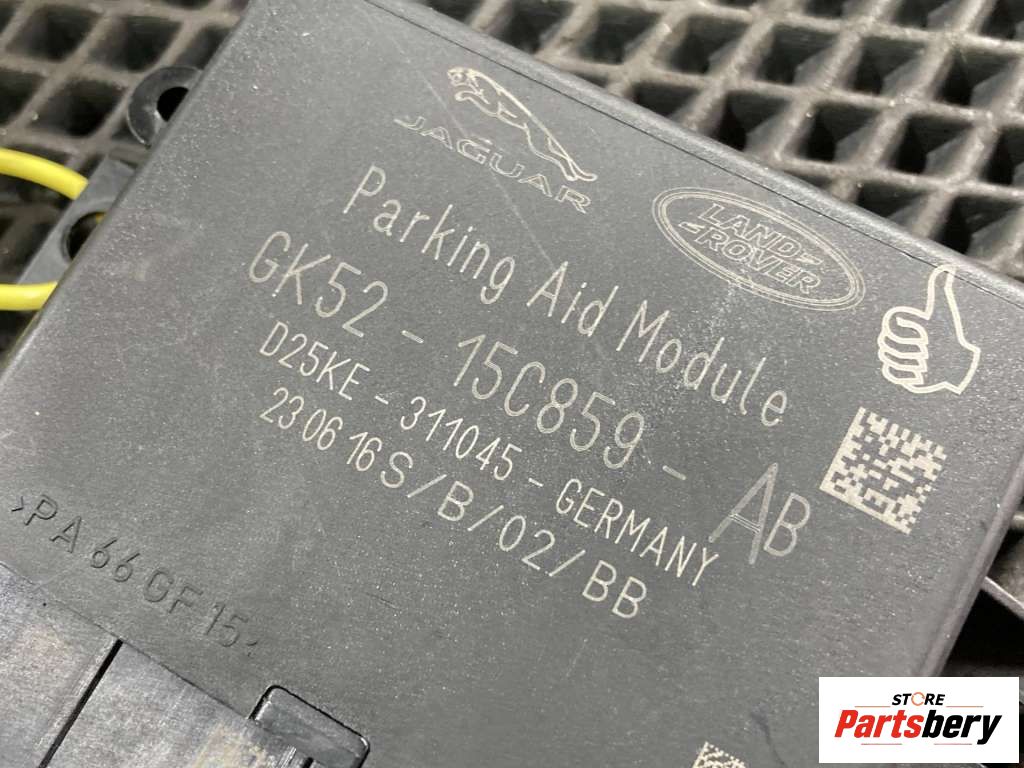 JAGUAR
LAND
ROVER
Parking Aid Module
GK52 - 15C859 - AB
D25KE - 311045 - GERMANY
23 06 16 S/B/02/BB
>PA 66 GF 15<
STORE
Partsbery